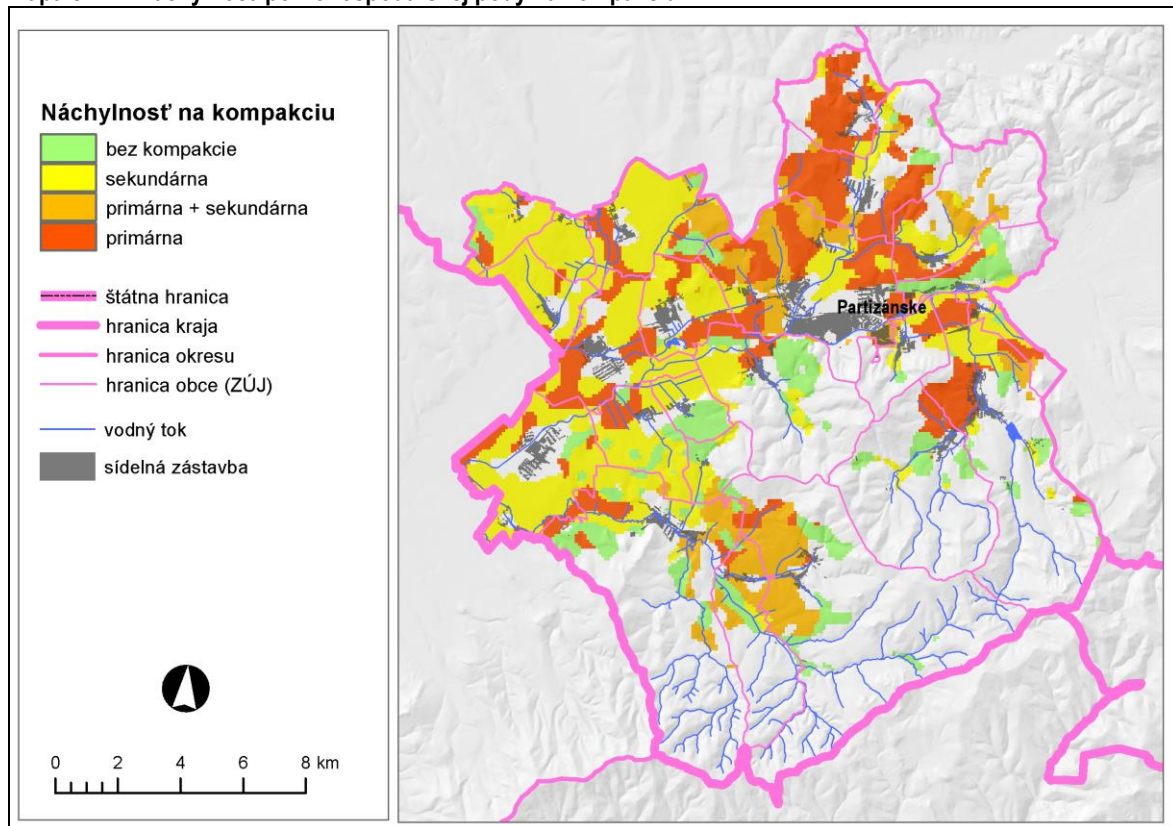 Náchylnosť na kompakciu
bez kompakcie
sekundárna
primárna + sekundárna
primárna
štátna hranica
hranica kraja
hranica okresu
hranica obce (ZÚJ)
vodný tok
sídelná zástavba
0 2 4 6 8 km
Partizánske